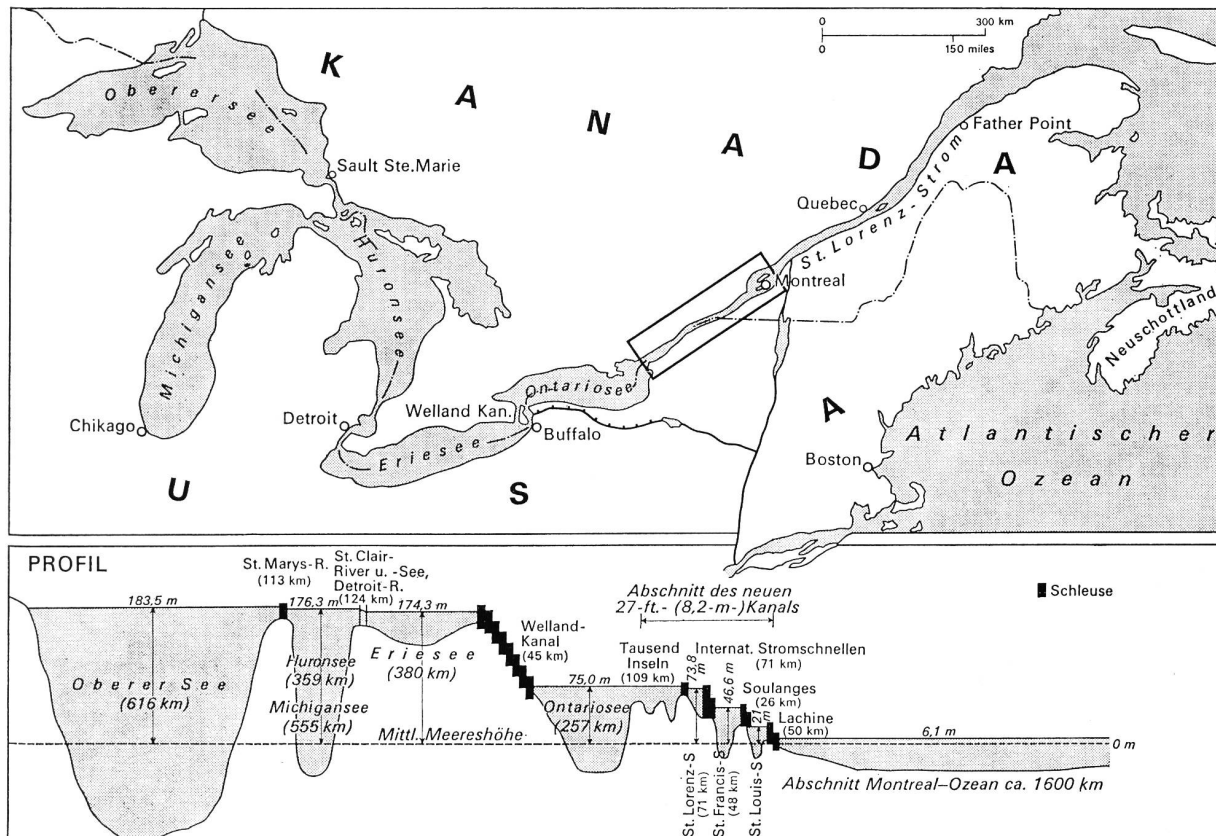 0 300 km
0 150 miles
K A N A D A
Oberersee
Sault Ste.Marie
Father Point
Quebec
St. Lorenz-Strom
Huronsee
Michigansee
Montreal
Neuschottland
Ontariosee
Detroit
Welland Kan.
Chikago
Buffalo
Eriesee
Boston
Atlantischer
Ozean
U S A
PROFIL
St. Marys-R.
(113 km)
St. Clair-
River u. -See,
Detroit-R.
(124 km)
Abschnitt des neuen
27-ft.- (8,2-m-)Kanals
Schleuse
183,5 m
176,3 m
174,3 m
Welland-
Kanal
(45 km)
Tausend
Inseln
(109 km)
Internat. Stromschnellen
(71 km)
Soulanges
(26 km)
Lachine
(50 km)
Oberer See
(616 km)
Huronsee
(359 km)
Michigansee
(555 km)
Eriesee
(380 km)
75,0 m
Ontariosee
(257 km)
73,8 m
46,6 m
21 m
6,1 m
Mittl. Meereshöhe
0 m
St. Lorenz-S
(71 km)
St. Francis-S
(48 km)
St. Louis-S
Abschnitt Montreal–Ozean ca. 1600 km